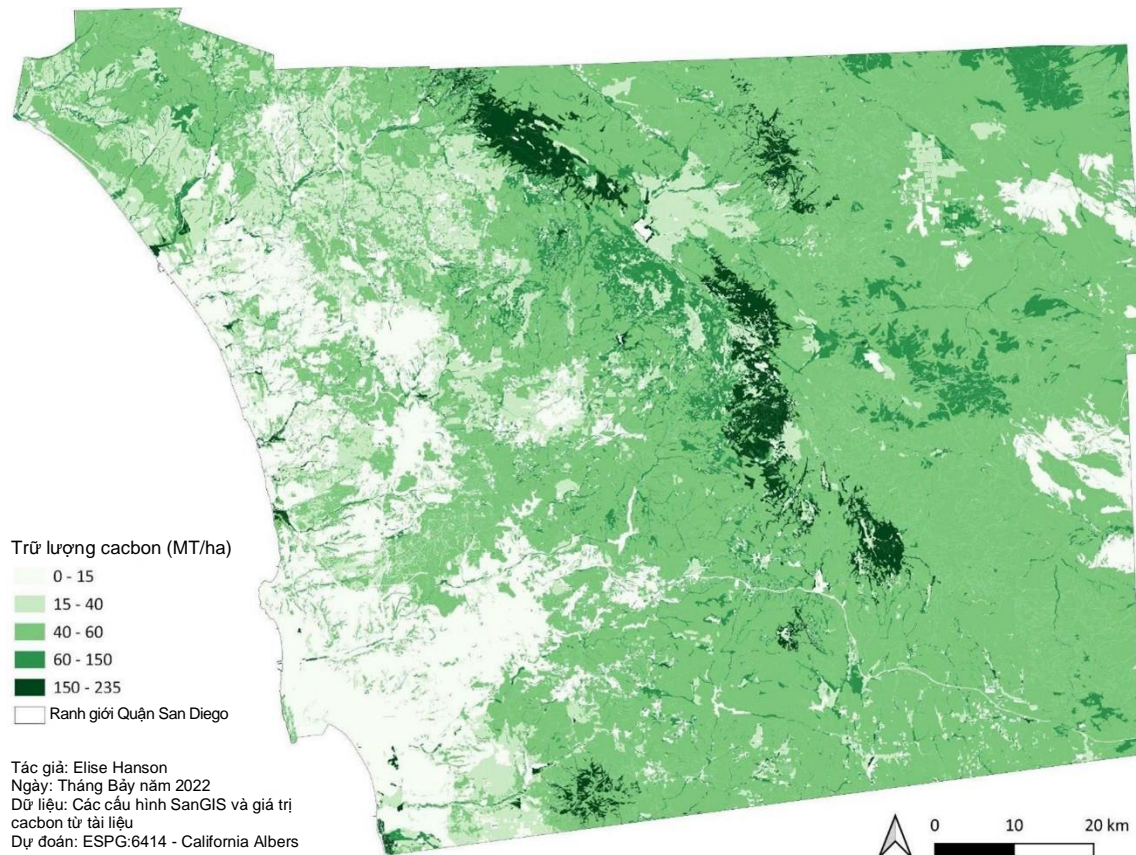 Trữ lượng cacbon (MT/ha)
0 - 15
15 - 40
40 - 60
60 - 150
150 - 235
Ranh giới Quận San Diego
Tác giả: Elise Hanson
Ngày: Tháng Bảy năm 2022
Dữ liệu: Các cấu hình SanGIS và giá trị
cacbon từ tài liệu
Dự đoán: ESPG:6414 - California Albers
0 10 20 km